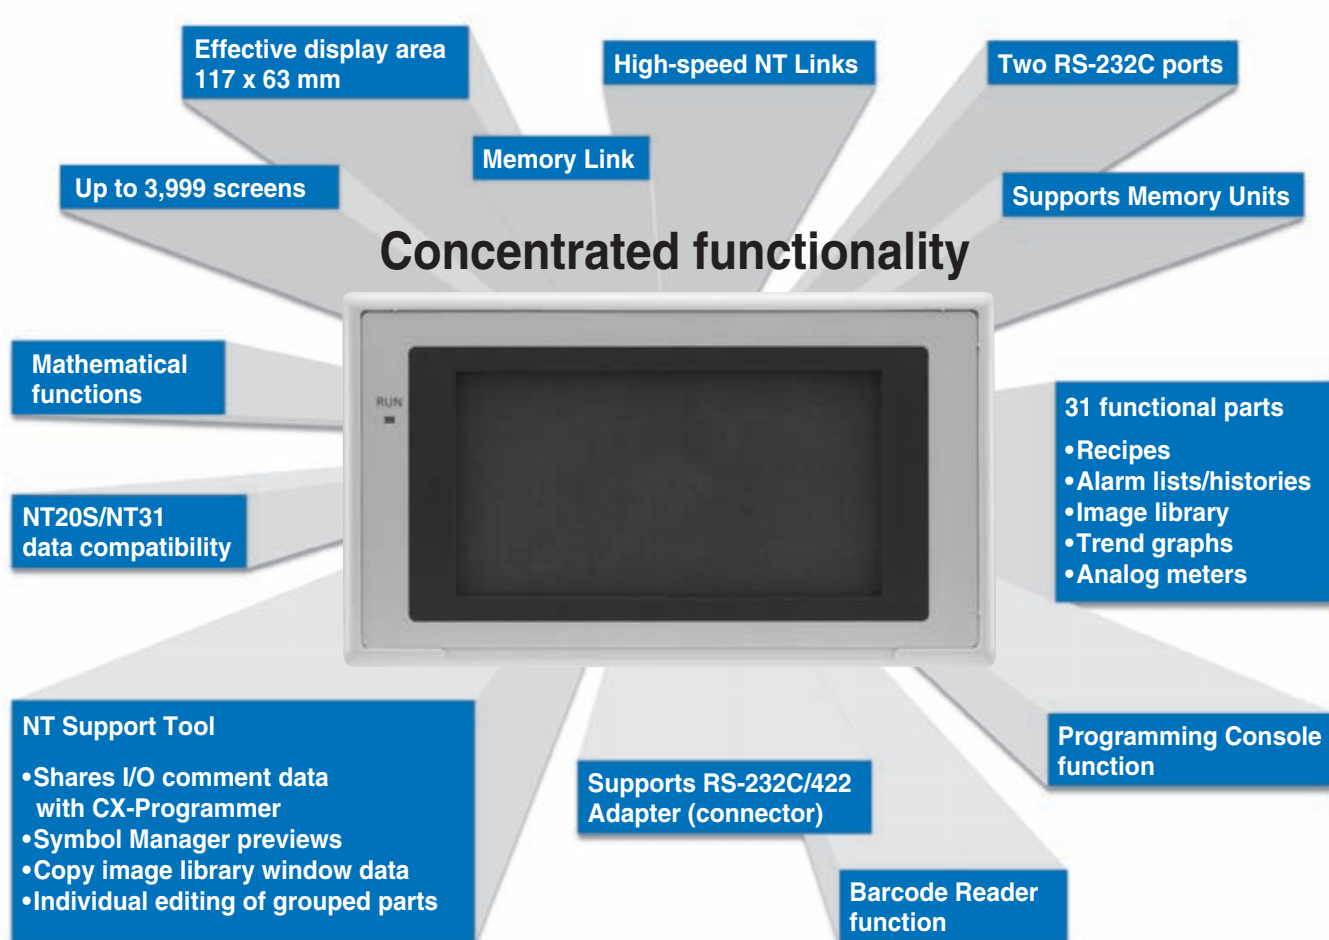 Effective display area
117 x 63 mm
High-speed NT Links
Two RS-232C ports
Memory Link
Up to 3,999 screens
Supports Memory Units
Concentrated functionality
Mathematical
functions
RUN
31 functional parts
•Recipes
•Alarm lists/histories
•Image library
•Trend graphs
•Analog meters
NT20S/NT31
data compatibility
NT Support Tool
•Shares I/O comment data
with CX-Programmer
•Symbol Manager previews
•Copy image library window data
•Individual editing of grouped parts
Supports RS-232C/422
Adapter (connector)
Programming Console
function
Barcode Reader
function